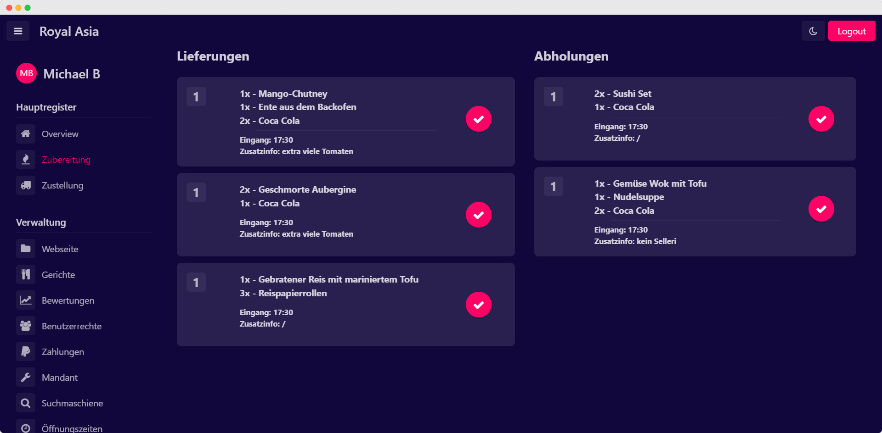 Royal Asia
Logout
MB
Michael B
Hauptregister
Overview
Zubereitung
Zustellung
Verwaltung
Webseite
Gerichte
Bewertungen
Benutzerrechte
Zahlungen
Mandant
Suchmaschiene
Öffnungszeiten
Lieferungen
1
1x - Mango-Chutney
1x - Ente aus dem Backofen
2x - Coca Cola
Eingang: 17:30
Zusatzinfo: extra viele Tomaten
1
2x - Geschmorte Aubergine
1x - Coca Cola
Eingang: 17:30
Zusatzinfo: extra viele Tomaten
1
1x - Gebratener Reis mit mariniertem Tofu
3x - Reispapierrollen
Eingang: 17:30
Zusatzinfo: /
Abholungen
1
2x - Sushi Set
1x - Coca Cola
Eingang: 17:30
Zusatzinfo: /
1
1x - Gemüse Wok mit Tofu
1x - Nudelsuppe
2x - Coca Cola
Eingang: 17:30
Zusatzinfo: kein Selleri